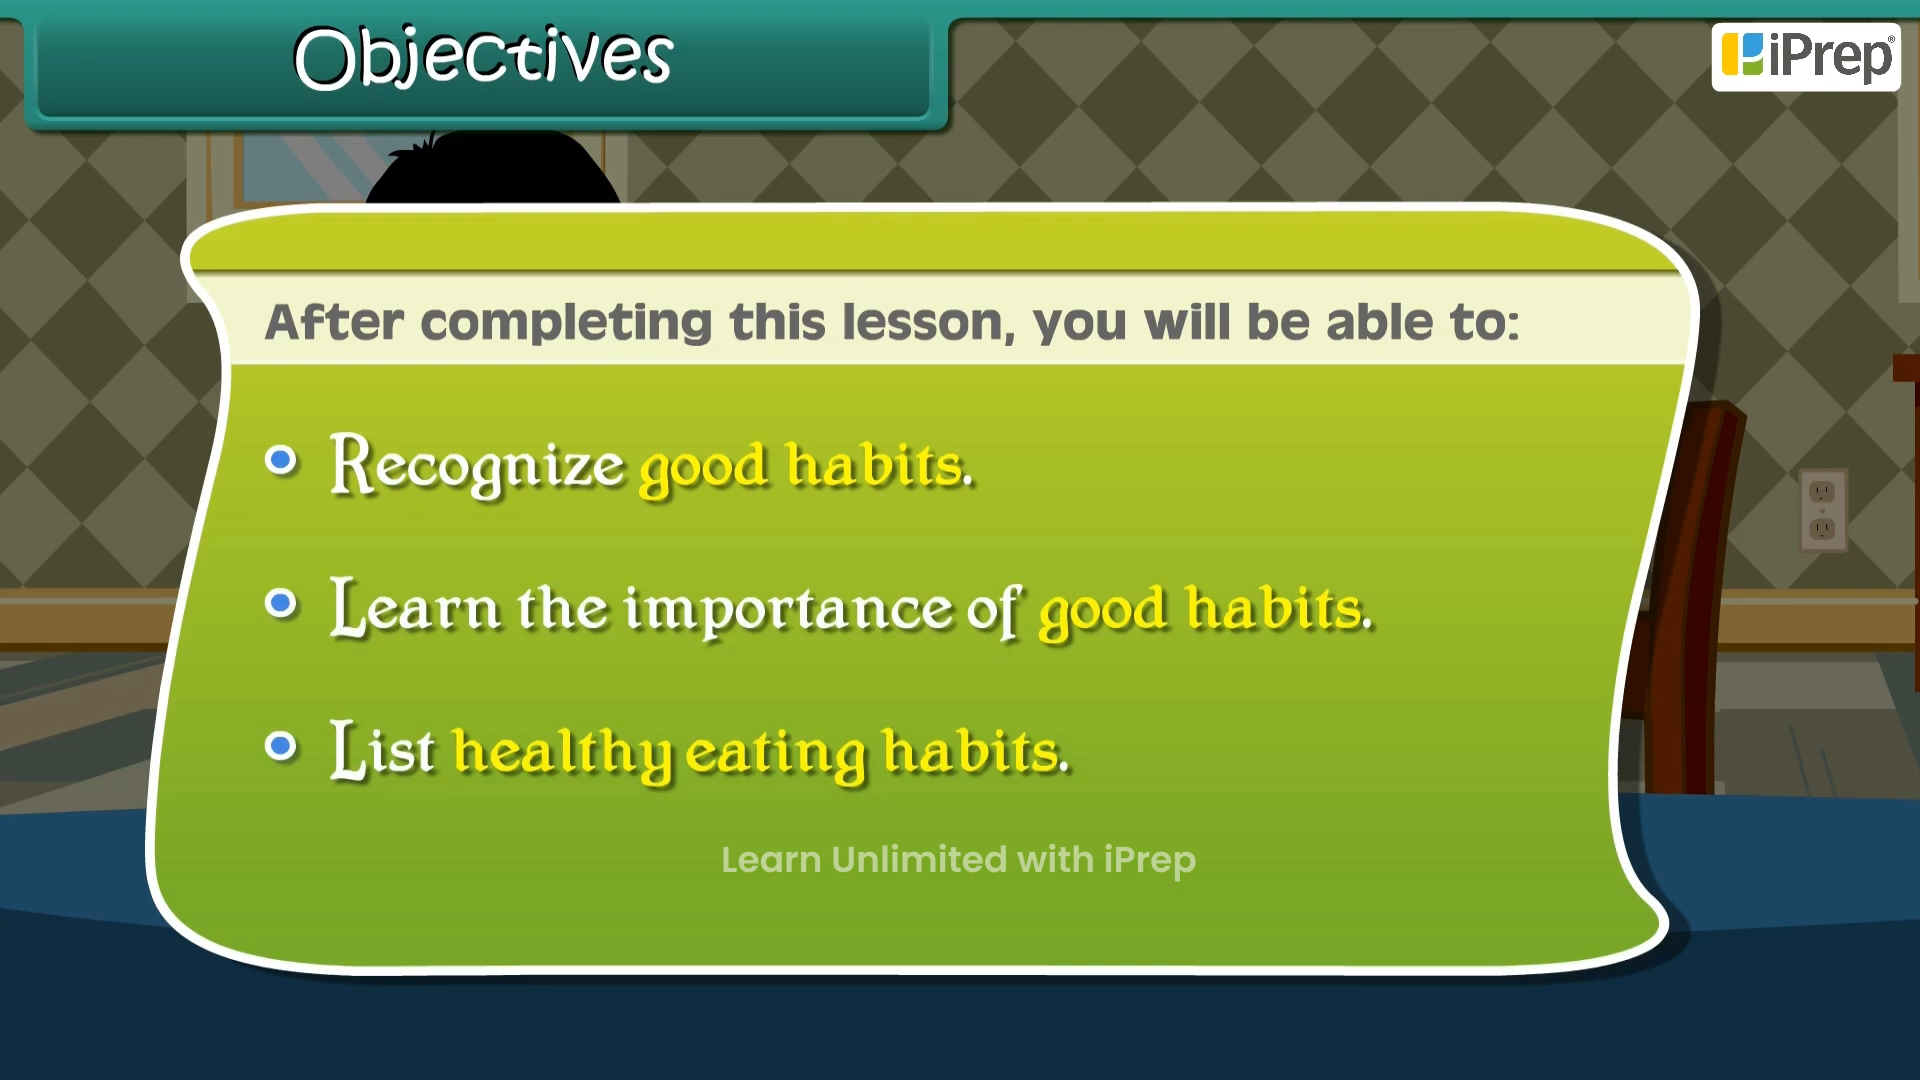 Objectives
iPrep®
After completing this lesson, you will be able to:
Recognize good habits.
Learn the importance of good habits.
List healthy eating habits.
Learn Unlimited with iPrep